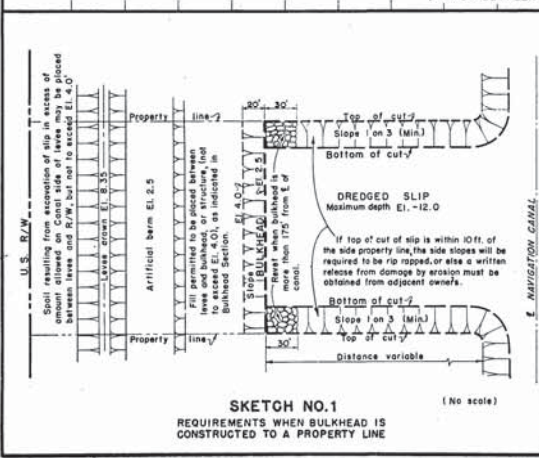 U.S. R/W
Spoil resulting from excavation of slip in excess of
amount allowed on Canal side of levee may be placed
between levee and R/W, but not to exceed El. 4.0'
Levee crown El. 8.35
Artificial berm El. 2.5
Property line
Property line
Fill permitted to be placed between
levee and bulkhead, or structure, (not
to exceed El. 4.0), as indicated in
Bulkhead Section.
20'
30'
Slope
El. 4.0
BULKHEAD
El 2.5
Revet when bulkhead is
more than 175' from ℄ of
canal.
30'
Top of cut
Slope 1 on 3 (Min.)
Bottom of cut
DREDGED SLIP
Maximum depth El. -12.0
If top of cut of slip is within 10 ft. of
the side property line, the side slopes will be
required to be rip rapped, or else a written
release from damage by erosion must be
obtained from adjacent owners.
Bottom of cut
Slope 1 on 3 (Min.)
Top of cut
Distance variable
℄ NAVIGATION CANAL
SKETCH NO.1
(No scale)
REQUIREMENTS WHEN BULKHEAD IS
CONSTRUCTED TO A PROPERTY LINE